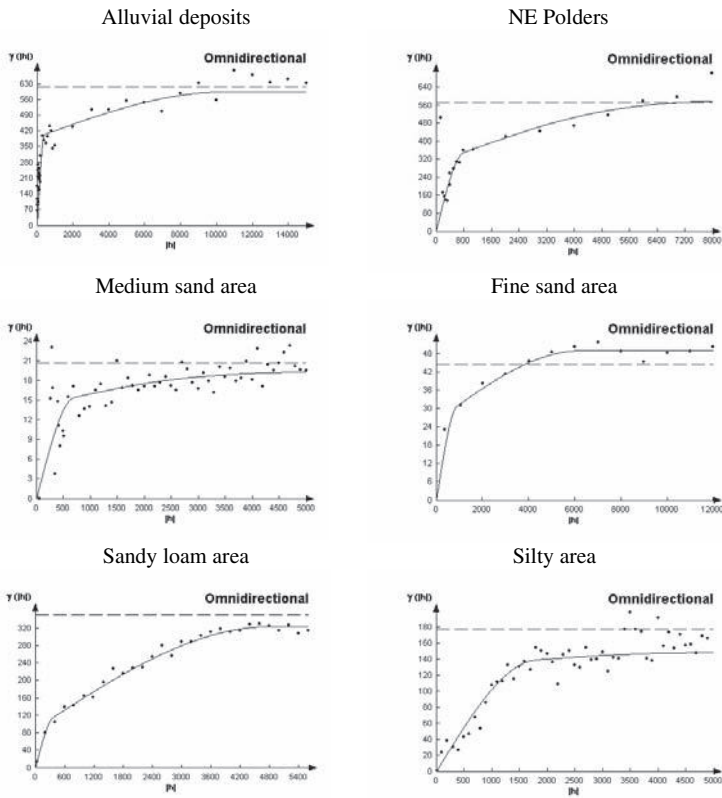 Alluvial deposits
γ (|h|)
Omnidirectional
630
560
490
420
350
280
210
140
70
0
0 2000 4000 6000 8000 10000 12000 14000
|h|
NE Polders
γ (|h|)
Omnidirectional
640
560
480
400
320
240
160
80
0
0 800 1600 2400 3200 4000 4800 5600 6400 7200 8000
|h|
Medium sand area
γ (|h|)
Omnidirectional
24
21
18
15
12
9
6
3
0
0 500 1000 1500 2000 2500 3000 3500 4000 4500 5000
|h|
Fine sand area
γ (|h|)
Omnidirectional
48
42
36
30
24
18
12
6
0
0 2000 4000 6000 8000 10000 12000
|h|
Sandy loam area
γ (|h|)
Omnidirectional
320
280
240
200
160
120
80
40
0
0 600 1200 1800 2400 3000 3600 4200 4800 5400
|h|
Silty area
γ (|h|)
Omnidirectional
180
160
140
120
100
80
60
40
20
0
0 500 1000 1500 2000 2500 3000 3500 4000 4500 5000
|h|